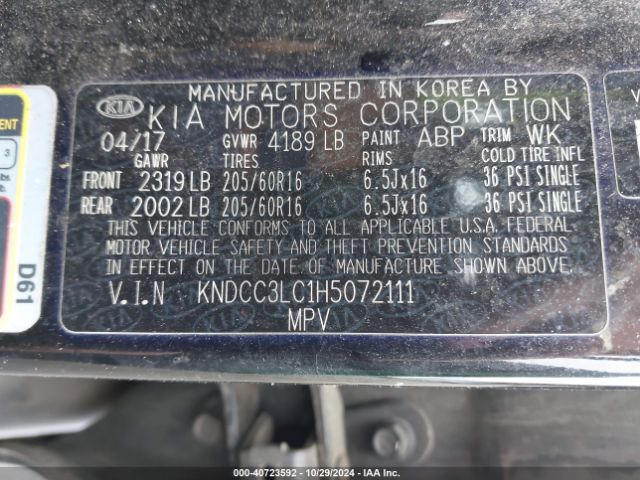 MANUFACTURED IN KOREA BY
KIA KIA MOTORS CORPORATION
04/17 GVWR 4189 LB PAINT ABP TRIM WK
GAWR TIRES RIMS COLD TIRE INFL
FRONT 2319 LB 205/60R16 6.5Jx16 36 PSI SINGLE
REAR 2002 LB 205/60R16 6.5Jx16 36 PSI SINGLE
THIS VEHICLE CONFORMS TO ALL APPLICABLE U.S.A. FEDERAL
MOTOR VEHICLE SAFETY AND THEFT PREVENTION STANDARDS
IN EFFECT ON THE DATE OF MANUFACTURE SHOWN ABOVE.
V.I.N KNDCC3LC1H5072111
MPV
3
D61
V
© - 40723592 - 10/29/2024 - IAA Inc.